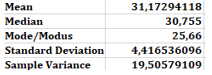 Mean 31,17294118
Median 30,755
Mode/Modus 25,66
Standard Deviation 4,416536096
Sample Variance 19,50579109